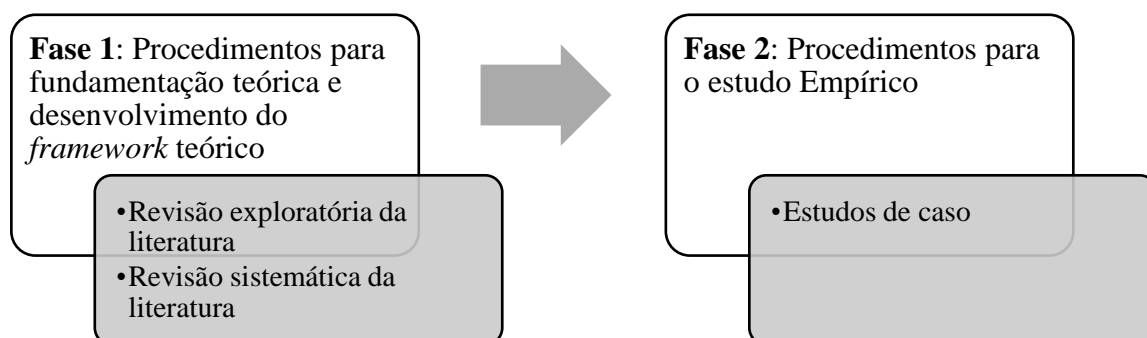 Fase 1: Procedimentos para
fundamentação teórica e
desenvolvimento do
framework teórico
•Revisão exploratória da
literatura
•Revisão sistemática da
literatura
Fase 2: Procedimentos para
o estudo Empírico
•Estudos de caso